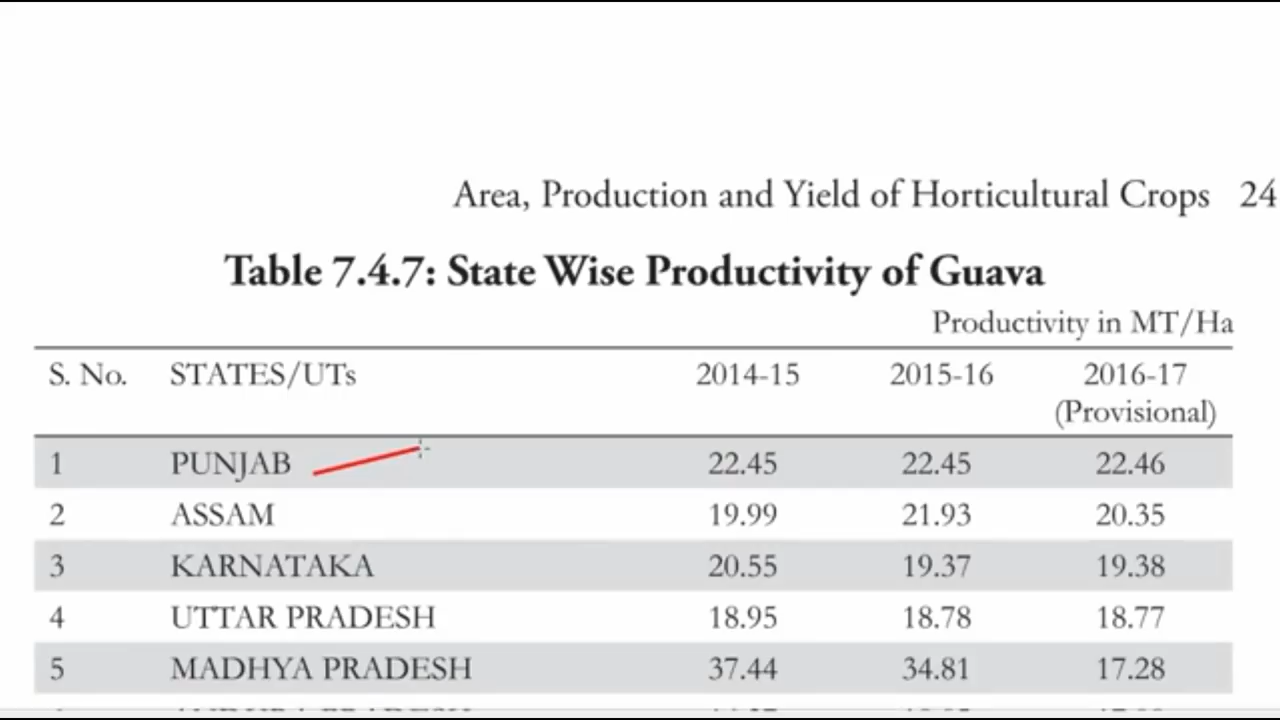 Area, Production and Yield of Horticultural Crops 24
Table 7.4.7: State Wise Productivity of Guava
Productivity in MT/Ha
S. No. STATES/UTs 2014-15 2015-16 2016-17
(Provisional)
1 PUNJAB 22.45 22.45 22.46
2 ASSAM 19.99 21.93 20.35
3 KARNATAKA 20.55 19.37 19.38
4 UTTAR PRADESH 18.95 18.78 18.77
5 MADHYA PRADESH 37.44 34.81 17.28